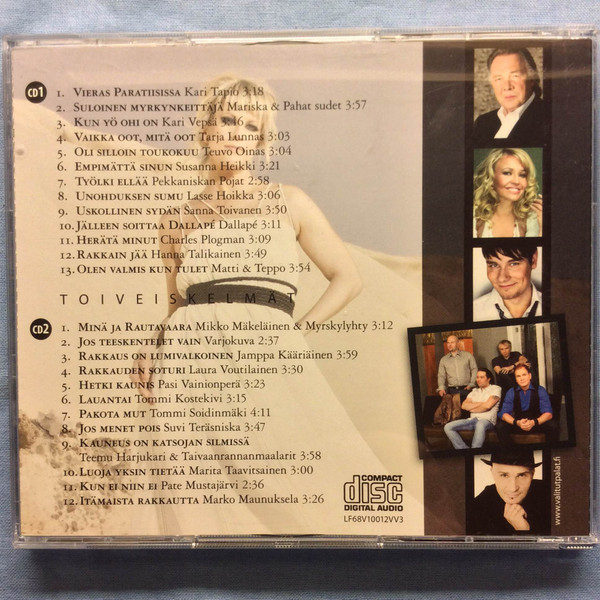 CD1
1. Vieras Paratiisissa Kari Tapio 3:18
2. Suloinen myrkynkeittäjä Mariska & Pahat sudet 3:57
3. Kun yö ohi on Kari Vepsä 3:46
4. Vaikka oot, mitä oot Tarja Lunnas 3:03
5. Oli silloin toukokuu Teuvo Oinas 3:04
6. Empimättä sinun Susanna Heikki 3:21
7. Työlki ellää Pekkaniskan Pojat 2:58
8. Unohduksen sumu Lasse Hoikka 3:06
9. Uskollinen sydän Sanna Toivanen 3:50
10. Jälleen soittaa Dallapé Dallapé 3:11
11. Herätä minut Charles Plogman 3:09
12. Rakkain jää Hanna Talikainen 3:49
13. Olen valmis kun tulet Matti & Teppo 3:54
TOIVEISKELMÄT
CD2
1. Minä ja Rautavaara Mikko Mäkeläinen & Myrskylyhty 3:12
2. Jos teeskentelet vain Varjokuva 2:37
3. Rakkaus on lumivalkoinen Jamppa Kääriäinen 3:59
4. Rakkauden soturi Laura Voutilainen 3:30
5. Hetki kaunis Pasi Vainionperä 3:23
6. Lauantai Tommi Kostekivi 3:15
7. Pakota mut Tommi Soidinmäki 4:11
8. Jos menet pois Suvi Teräsniska 3:47
9. Kauneus on katsojan silmissä
Teemu Harjukari & Taivaanrannanmaalarit 3:58
10. Luoja yksin tietää Marita Taavitsainen 3:00
11. Kun ei niin ei Pate Mustajärvi 2:36
12. Itämaista rakkautta Marko Maunuksela 3:26
COMPACT
disc
DIGITAL AUDIO
LF68V10012VV3
www.valitutpalat.fi